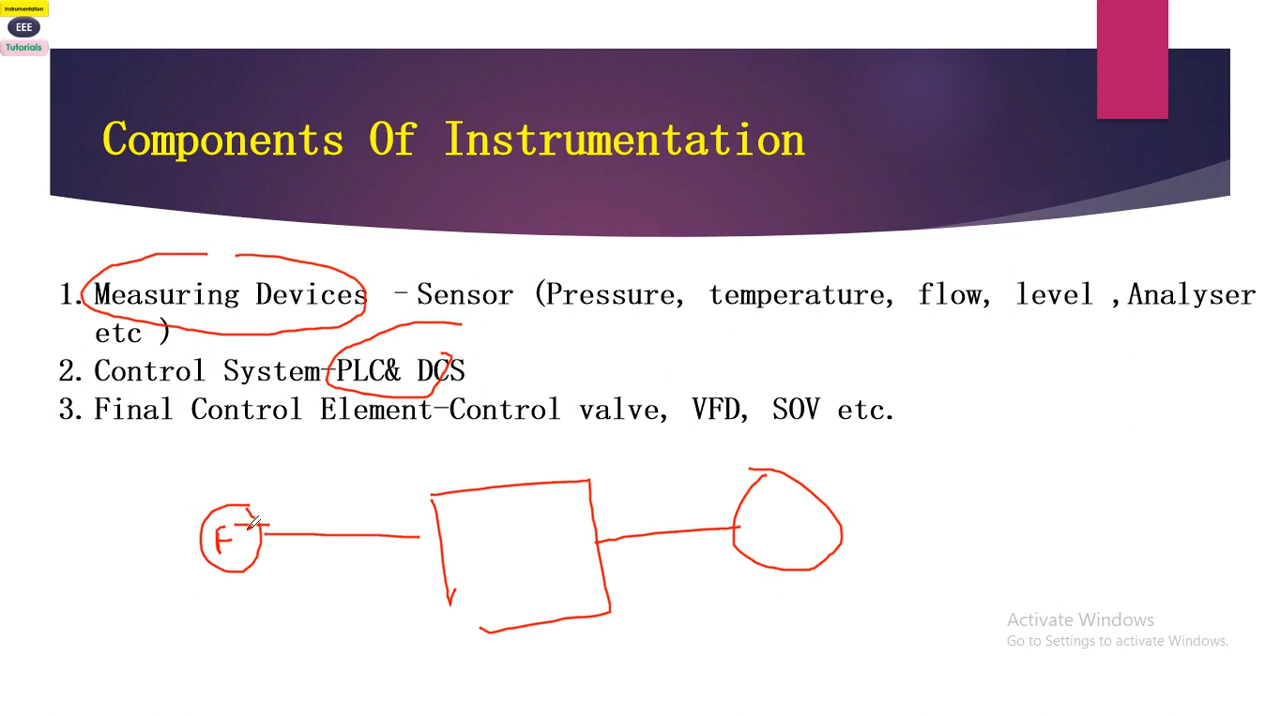 Instrumentation
EEE
Tutorials
Components Of Instrumentation
1. Measuring Devices - Sensor (Pressure, temperature, flow, level ,Analyser
etc )
2. Control System-PLC& DCS
3. Final Control Element-Control valve, VFD, SOV etc.
F
Activate Windows
Go to Settings to activate Windows.